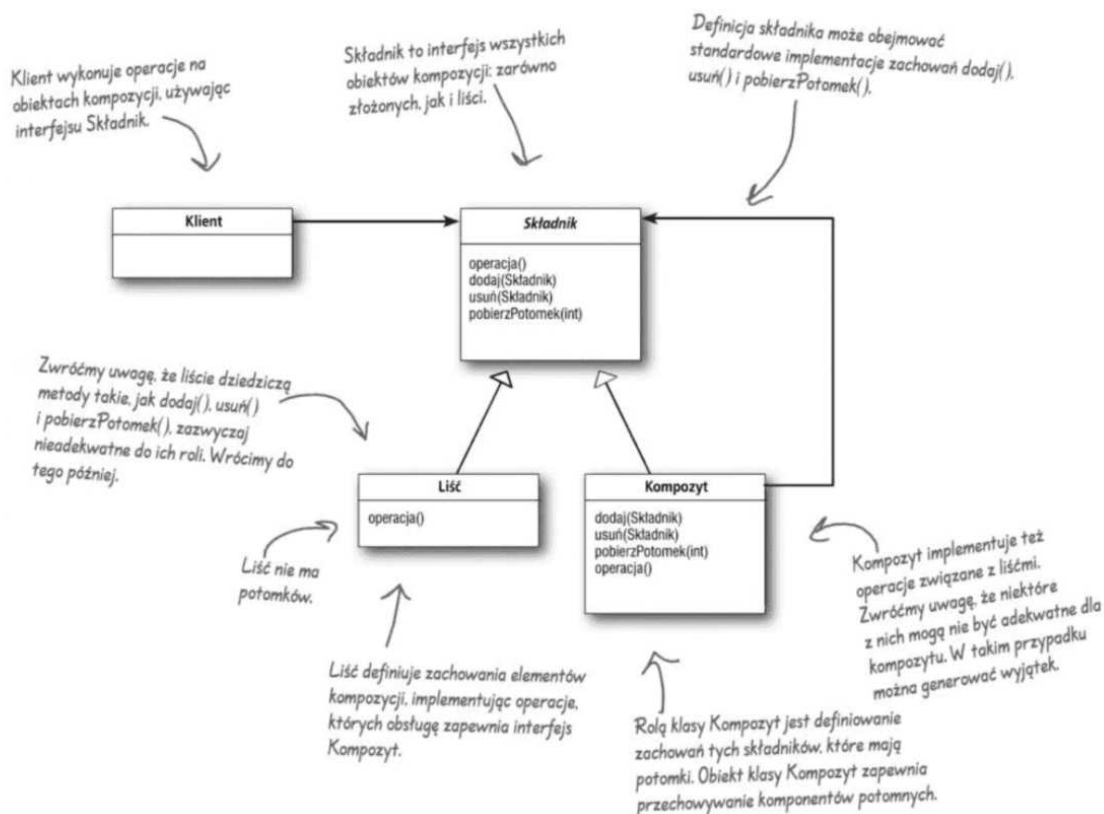 Klient wykonuje operacje na
obiektach kompozycji, używając
interfejsu Składnik.
Składnik to interfejs wszystkich
obiektów kompozycji: zarówno
złożonych, jak i liści.
Definicja składnika może obejmować
standardowe implementacje zachowań dodaj(),
usuń() i pobierzPotomek().
Klient
Składnik
operacja()
dodaj(Składnik)
usuń(Składnik)
pobierzPotomek(int)
Zwróćmy uwagę, że liście dziedziczą
metody takie, jak dodaj(), usuń()
i pobierzPotomek(), zazwyczaj
nieadekwatne do ich roli. Wrócimy do
tego później.
Liść
operacja()
Kompozyt
dodaj(Składnik)
usuń(Składnik)
pobierzPotomek(int)
operacja()
Liść nie ma
potomków.
Kompozyt implementuje też
operacje związane z liśćmi.
Zwróćmy uwagę, że niektóre
z nich mogą nie być adekwatne dla
kompozytu. W takim przypadku
można generować wyjątek.
Liść definiuje zachowania elementów
kompozycji, implementując operacje,
których obsługę zapewnia interfejs
Kompozyt.
Rolą klasy Kompozyt jest definiowanie
zachowań tych składników, które mają
potomki. Obiekt klasy Kompozyt zapewnia
przechowywanie komponentów potomnych.